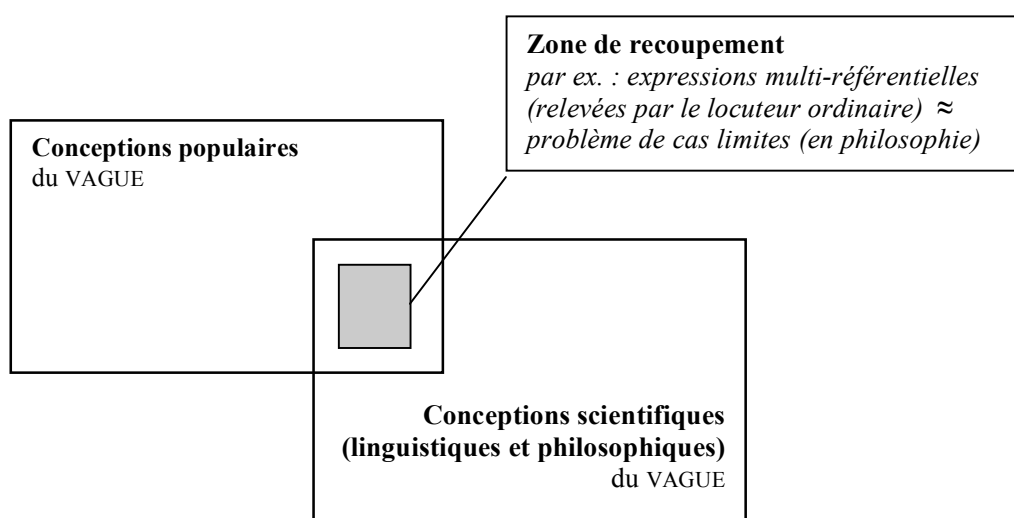 Zone de recoupement
par ex. : expressions multi-référentielles
(relevées par le locuteur ordinaire) ≈
problème de cas limites (en philosophie)
Conceptions populaires
du VAGUE
Conceptions scientifiques
(linguistiques et philosophiques)
du VAGUE